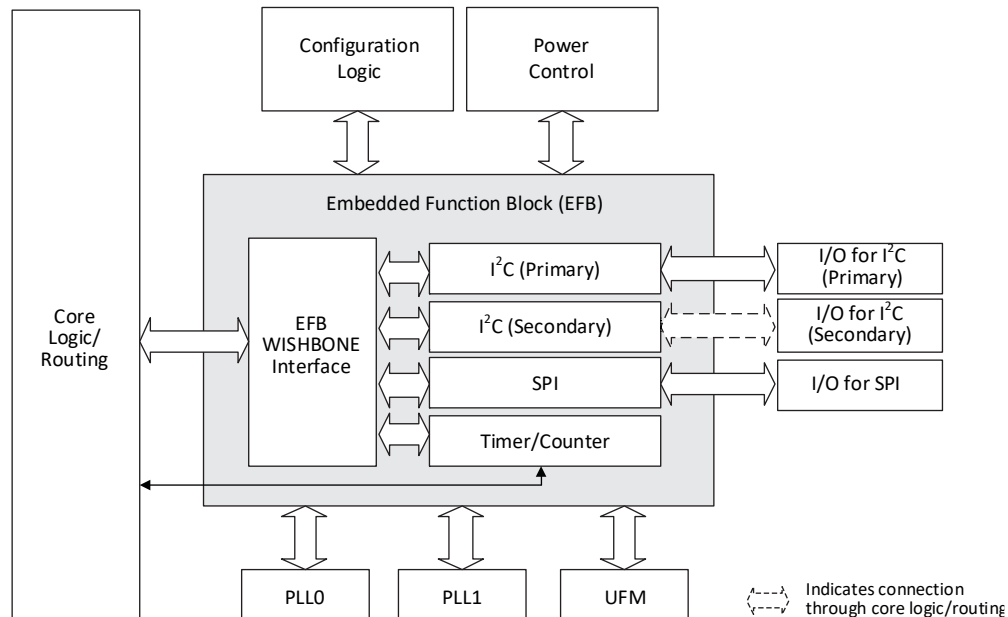 Configuration
Logic
Power
Control
Embedded Function Block (EFB)
Core
Logic/
Routing
EFB
WISHBONE
Interface
I²C (Primary)
I²C (Secondary)
SPI
Timer/Counter
I/O for I²C
(Primary)
I/O for I²C
(Secondary)
I/O for SPI
PLL0
PLL1
UFM
Indicates connection
through core logic/routing